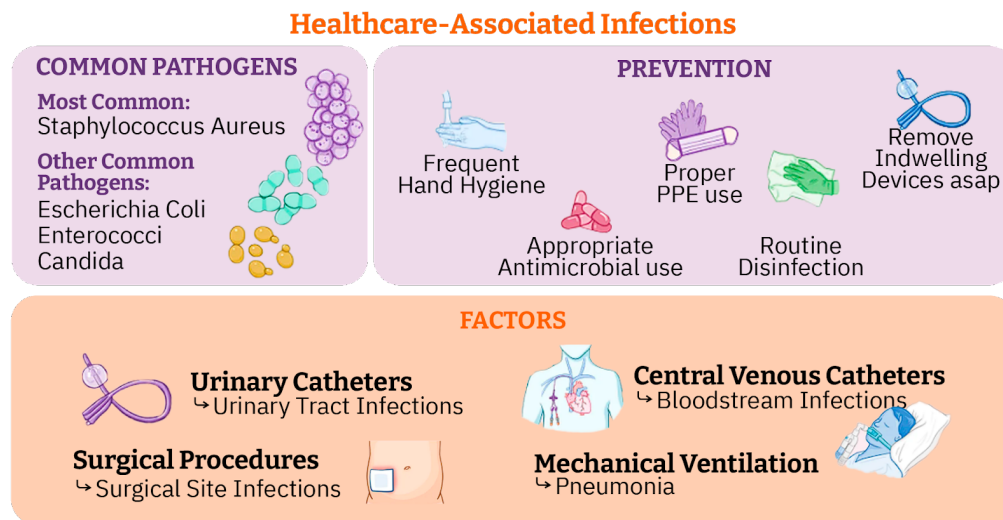 Healthcare-Associated Infections
COMMON PATHOGENS
Most Common:
Staphylococcus Aureus
Other Common
Pathogens:
Escherichia Coli
Enterococci
Candida
PREVENTION
Frequent
Hand Hygiene
Proper
PPE use
Remove
Indwelling
Devices asap
Appropriate
Antimicrobial use
Routine
Disinfection
FACTORS
Urinary Catheters
↳ Urinary Tract Infections
Central Venous Catheters
↳ Bloodstream Infections
Surgical Procedures
↳ Surgical Site Infections
Mechanical Ventilation
↳ Pneumonia